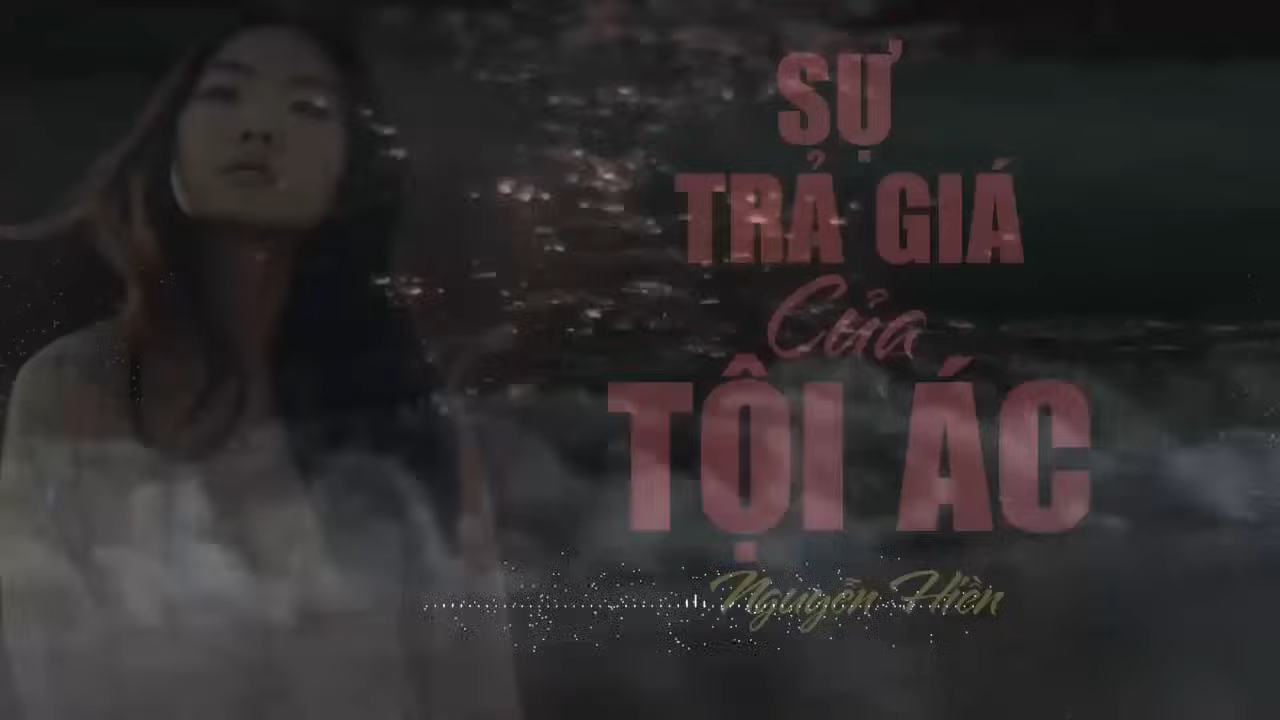 SỰ
TRẢ GIÁ
Của
TỘI ÁC
Nguyễn Hiền